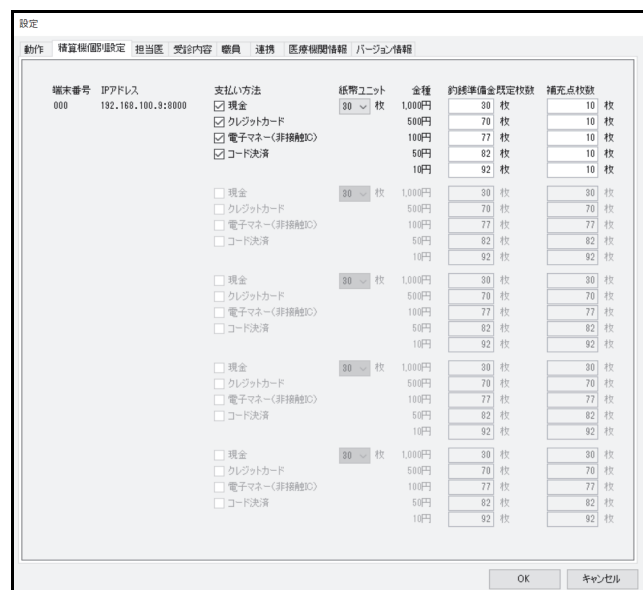 設定
動作 精算機個別設定 担当医 受診内容 職員 連携 医療機関情報 バージョン情報
端末番号 IPアドレス 支払い方法 紙幣ユニット 金種 釣銭準備金既定枚数 補充点枚数
000 192.168.100.9:8000 現金 30 枚 1,000円 30 枚 10 枚
クレジットカード 500円 70 枚 10 枚
電子マネー(非接触IC) 100円 77 枚 10 枚
コード決済 50円 82 枚 10 枚
10円 92 枚 10 枚
現金 30 枚 1,000円 30 枚 30 枚
クレジットカード 500円 70 枚 70 枚
電子マネー(非接触IC) 100円 77 枚 77 枚
コード決済 50円 82 枚 82 枚
10円 92 枚 92 枚
現金 30 枚 1,000円 30 枚 30 枚
クレジットカード 500円 70 枚 70 枚
電子マネー(非接触IC) 100円 77 枚 77 枚
コード決済 50円 82 枚 82 枚
10円 92 枚 92 枚
現金 30 枚 1,000円 30 枚 30 枚
クレジットカード 500円 70 枚 70 枚
電子マネー(非接触IC) 100円 77 枚 77 枚
コード決済 50円 82 枚 82 枚
10円 92 枚 92 枚
現金 30 枚 1,000円 30 枚 30 枚
クレジットカード 500円 70 枚 70 枚
電子マネー(非接触IC) 100円 77 枚 77 枚
コード決済 50円 82 枚 82 枚
10円 92 枚 92 枚
OK キャンセル